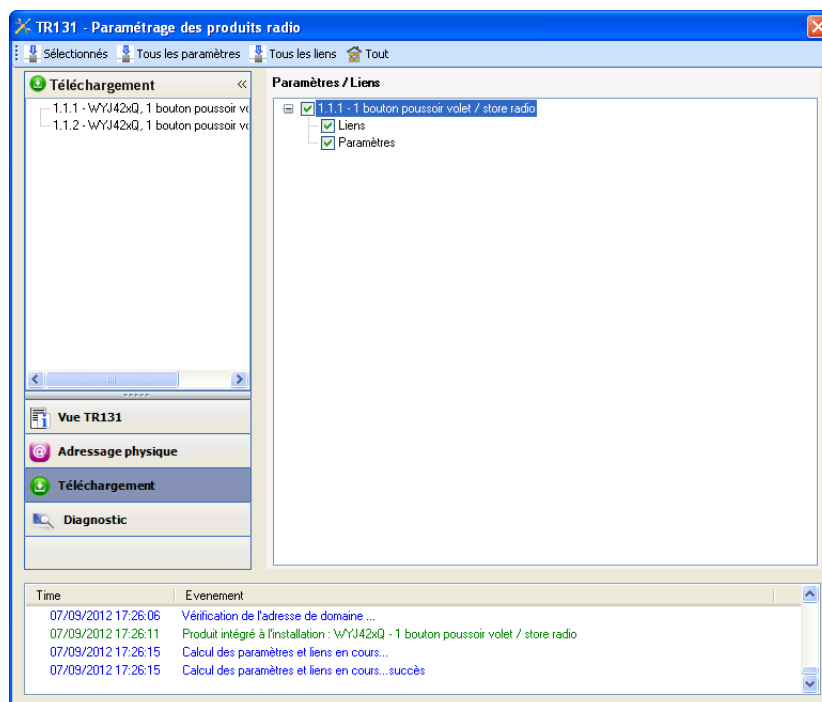 TR131 - Paramétrage des produits radio
Sélectionnés Tous les paramètres Tous les liens Tout
Téléchargement «
1.1.1 - WYJ42xQ, 1 bouton poussoir vo
1.1.2 - WYJ42xQ, 1 bouton poussoir vo
Vue TR131
Adressage physique
Téléchargement
Diagnostic
Paramètres / Liens
1.1.1 - 1 bouton poussoir volet / store radio
Liens
Paramètres
Time Evenement
07/09/2012 17:26:06 Vérification de l'adresse de domaine ...
07/09/2012 17:26:11 Produit intégré à l'installation : WYJ42xQ - 1 bouton poussoir volet / store radio
07/09/2012 17:26:15 Calcul des paramètres et liens en cours...
07/09/2012 17:26:15 Calcul des paramètres et liens en cours...succès